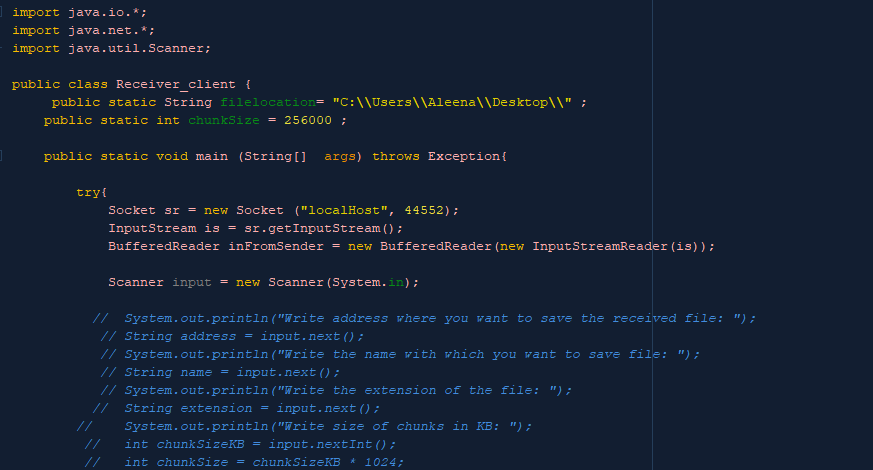 import java.io.*;
import java.net.*;
import java.util.Scanner;
public class Receiver_client {
public static String filelocation= "C:\\Users\\Aleena\\Desktop\\" ;
public static int chunkSize = 256000 ;
public static void main (String[]  args) throws Exception{
try{
Socket sr = new Socket ("localHost", 44552);
InputStream is = sr.getInputStream();
BufferedReader inFromSender = new BufferedReader(new InputStreamReader(is));
Scanner input = new Scanner(System.in);
//  System.out.println("Write address where you want to save the received file: ");
// String address = input.next();
// System.out.println("Write the name with which you want to save file: ");
// String name = input.next();
// System.out.println("Write the extension of the file: ");
//  String extension = input.next();
//    System.out.println("Write size of chunks in KB: ");
//   int chunkSizeKB = input.nextInt();
//   int chunkSize = chunkSizeKB * 1024;